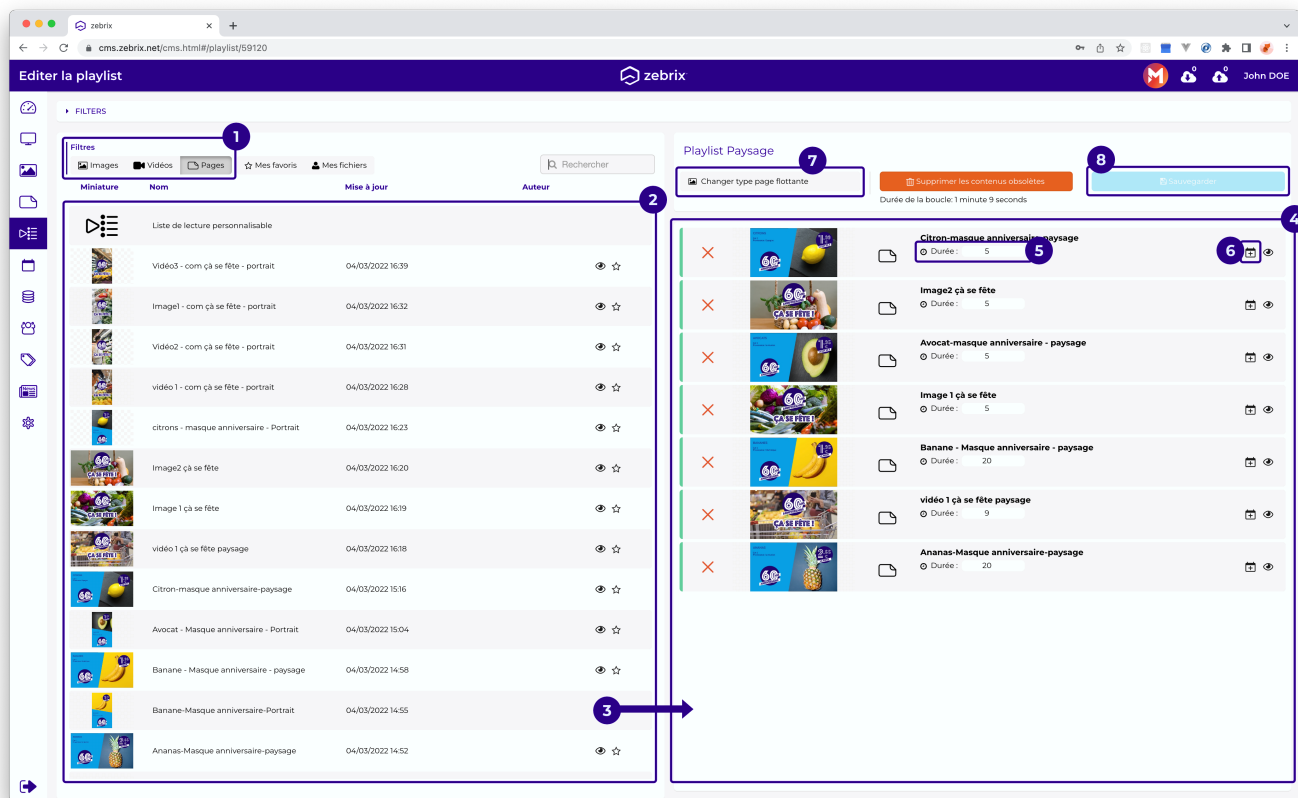 zebrix
cms.zebrix.net/cms.html#/playlist/59120
Editer la playlist
zebrix
0
0
John DOE
FILTERS
1
Filtres
Images
Vidéos
Pages
Mes favoris
Mes fichiers
Rechercher
Miniature
Nom
Mise à jour
Auteur
2
Liste de lecture personnalisable
Vidéo3 - com çà se fête - portrait
04/03/2022 16:39
Image1 - com çà se fête - portrait
04/03/2022 16:32
Vidéo2 - com çà se fête - portrait
04/03/2022 16:31
vidéo 1 - com çà se fête - portrait
04/03/2022 16:28
citrons - masque anniversaire - Portrait
04/03/2022 16:23
Image2 çà se fête
04/03/2022 16:20
Image 1 çà se fête
04/03/2022 16:19
vidéo 1 çà se fête paysage
04/03/2022 16:18
Citron-masque anniversaire-paysage
04/03/2022 15:16
Avocat - Masque anniversaire - Portrait
04/03/2022 15:04
Banane - Masque anniversaire - paysage
04/03/2022 14:58
Banane-Masque anniversaire-Portrait
04/03/2022 14:55
3
Ananas-Masque anniversaire-paysage
04/03/2022 14:52
Playlist Paysage
7
8
Changer type page flottante
Supprimer les contenus obsolètes
Sauvegarder
Durée de la boucle: 1 minute 9 seconds
4
Citron-masque anniversaire-paysage
Durée : 5
5
6
Image2 çà se fête
Durée : 5
ÇA SE FÊTE !
Avocat-masque anniversaire - paysage
Durée : 5
Image 1 çà se fête
Durée : 5
ÇA SE FÊTE !
Banane - Masque anniversaire - paysage
Durée : 20
vidéo 1 çà se fête paysage
Durée : 9
ÇA SE FÊTE !
Ananas-Masque anniversaire-paysage
Durée : 20